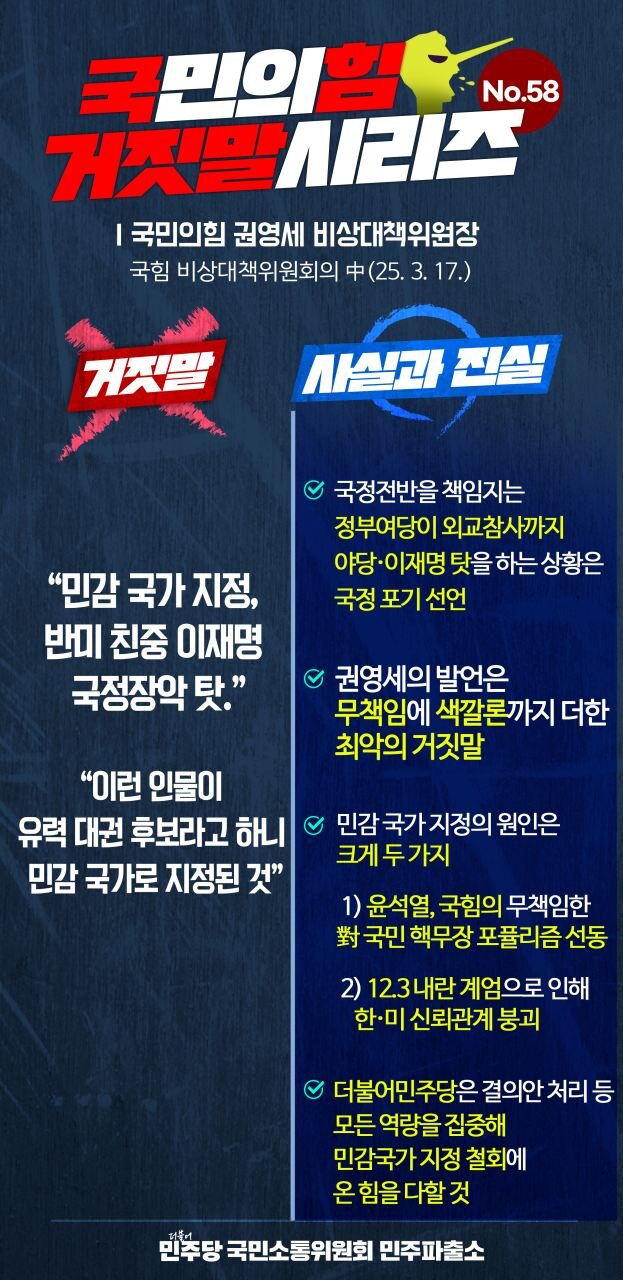 국민의힘
No.58
거짓말시리즈
| 국민의힘 권영세 비상대책위원장
국힘 비상대책위원회의 中(25. 3. 17.)
거짓말
“민감 국가 지정,
반미 친중 이재명
국정장악 탓.”
“이런 인물이
유력 대권 후보라고 하니
민감 국가로 지정된 것”
사실과 진실
국정전반을 책임지는
정부여당이 외교참사까지
야당·이재명 탓을 하는 상황은
국정 포기 선언
권영세의 발언은
무책임에 색깔론까지 더한
최악의 거짓말
민감 국가 지정의 원인은
크게 두 가지
1) 윤석열, 국힘의 무책임한
對 국민 핵무장 포퓰리즘 선동
2) 12.3 내란 계엄으로 인해
한·미 신뢰관계 붕괴
더불어민주당은 결의안 처리 등
모든 역량을 집중해
민감국가 지정 철회에
온 힘을 다할 것
더불어
민주당 국민소통위원회 민주파출소